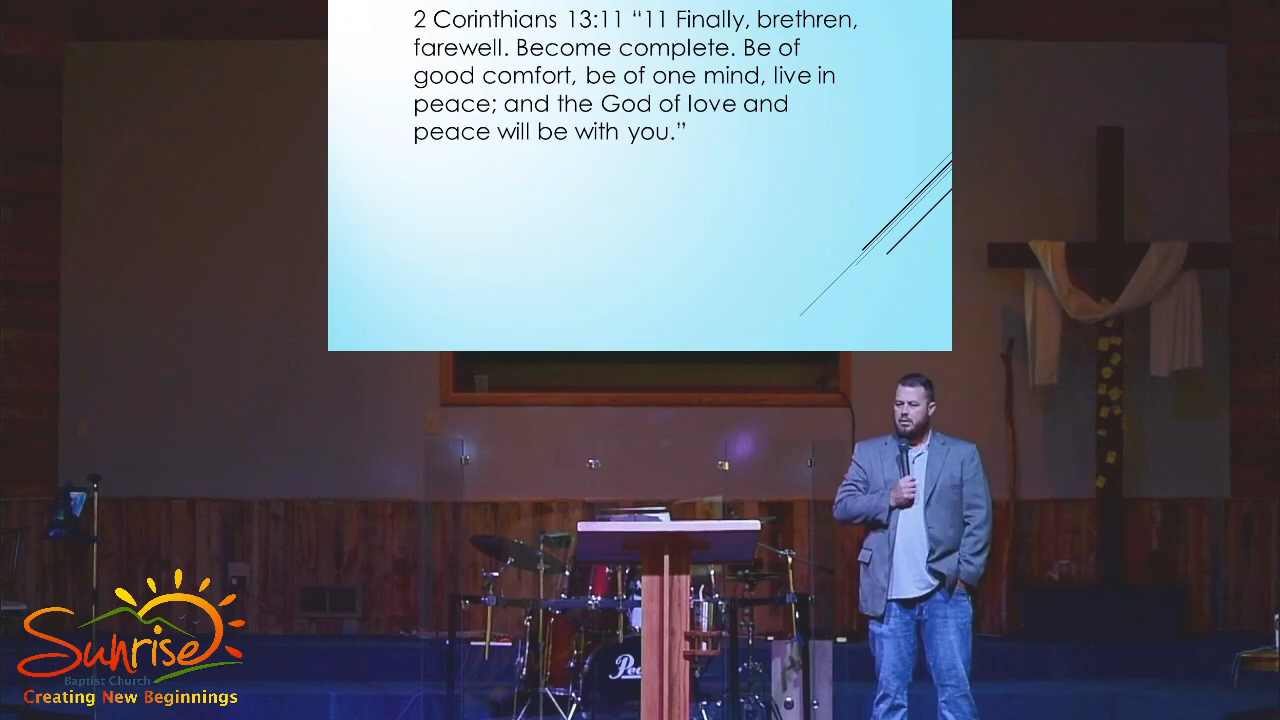 2 Corinthians 13:11 “11 Finally, brethren,
farewell. Become complete. Be of
good comfort, be of one mind, live in
peace; and the God of love and
peace will be with you.”
Sunrise
Baptist Church
Creating New Beginnings